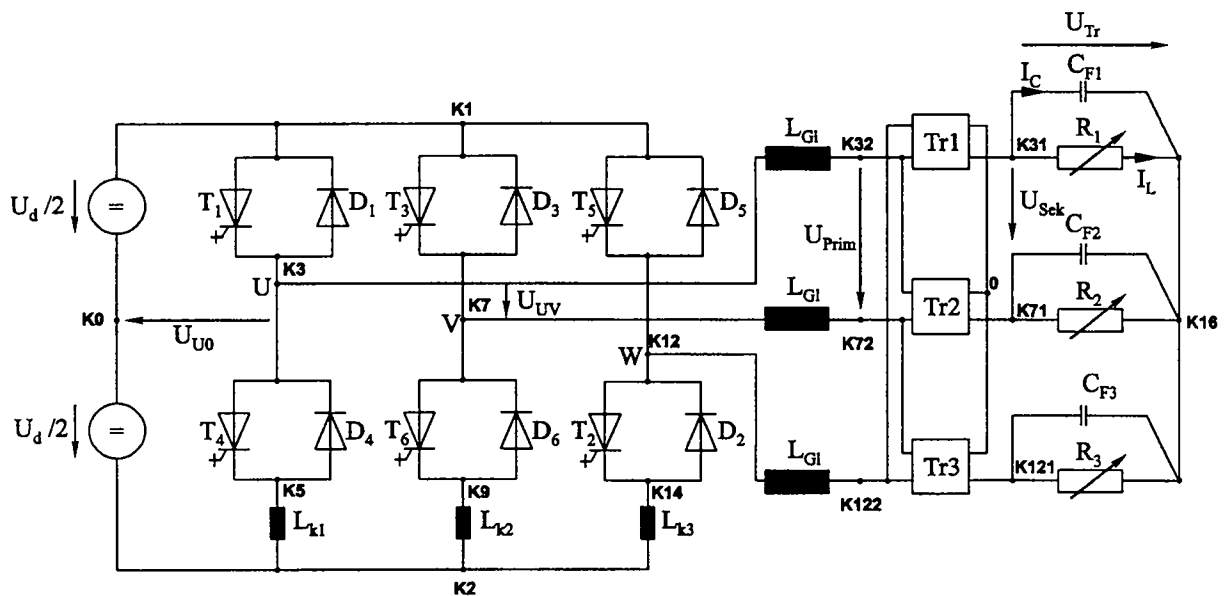 U_Tr
I_C
C_F1
K1
L_Gl
K32
Tr1
K31
R_1
I_L
U_d/2
=
T_1
D_1
T_3
D_3
T_5
D_5
U_Prim
U_Sek
C_F2
K3
U
L_Gl
0
R_2
K0
U_U0
K7
V
U_UV
K72
Tr2
K71
K16
K12
W
C_F3
U_d/2
=
T_4
D_4
T_6
D_6
T_2
D_2
L_Gl
K122
Tr3
K121
R_3
K5
K9
K14
L_k1
L_k2
L_k3
K2